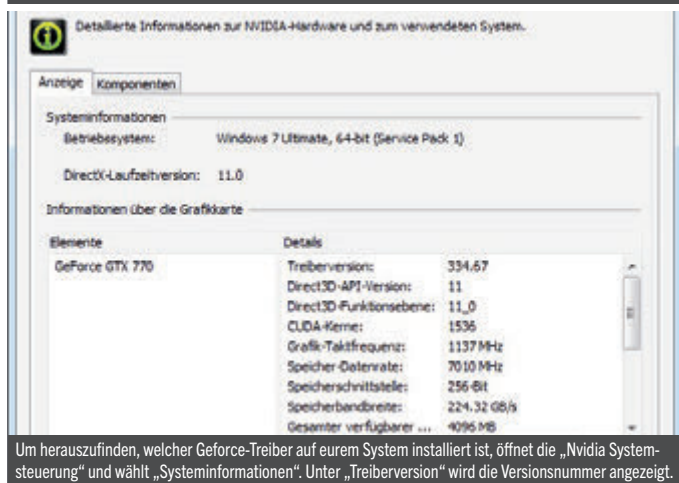 Detaillierte Informationen zur NVIDIA-Hardware und zum verwendeten System.
Anzeige Komponenten
Systeminformationen
Betriebssystem: Windows 7 Ultimate, 64-bit (Service Pack 1)
DirectX-Laufzeitversion: 11.0
Informationen über die Grafikkarte
Elemente Details
GeForce GTX 770 Treiberversion: 334.67
Direct3D-API-Version: 11
Direct3D-Funktionsebene: 11_0
CUDA-Kerne: 1536
Grafik-Taktfrequenz: 1137 MHz
Speicher-Datenrate: 7010 MHz
Speicherschnittstelle: 256-Bit
Speicherbandbreite: 224.32 GB/s
Gesamter verfügbarer ... 4096 MB
Um herauszufinden, welcher Geforce-Treiber auf eurem System installiert ist, öffnet die „Nvidia System-
steuerung“ und wählt „Systeminformationen“. Unter „Treiberversion“ wird die Versionsnummer angezeigt.